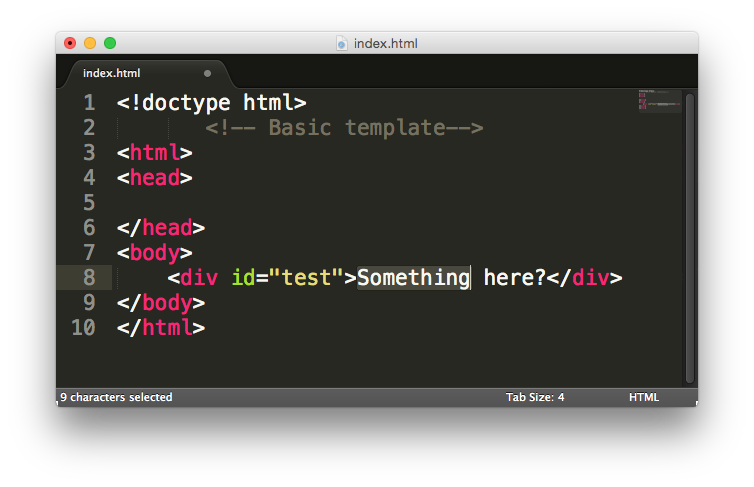 index.html
index.html
1 <!doctype html>
2 <!-- Basic template-->
3 <html>
4 <head>
5
6 </head>
7 <body>
8 <div id="test">Something here?</div>
9 </body>
10 </html>
9 characters selected Tab Size: 4 HTML